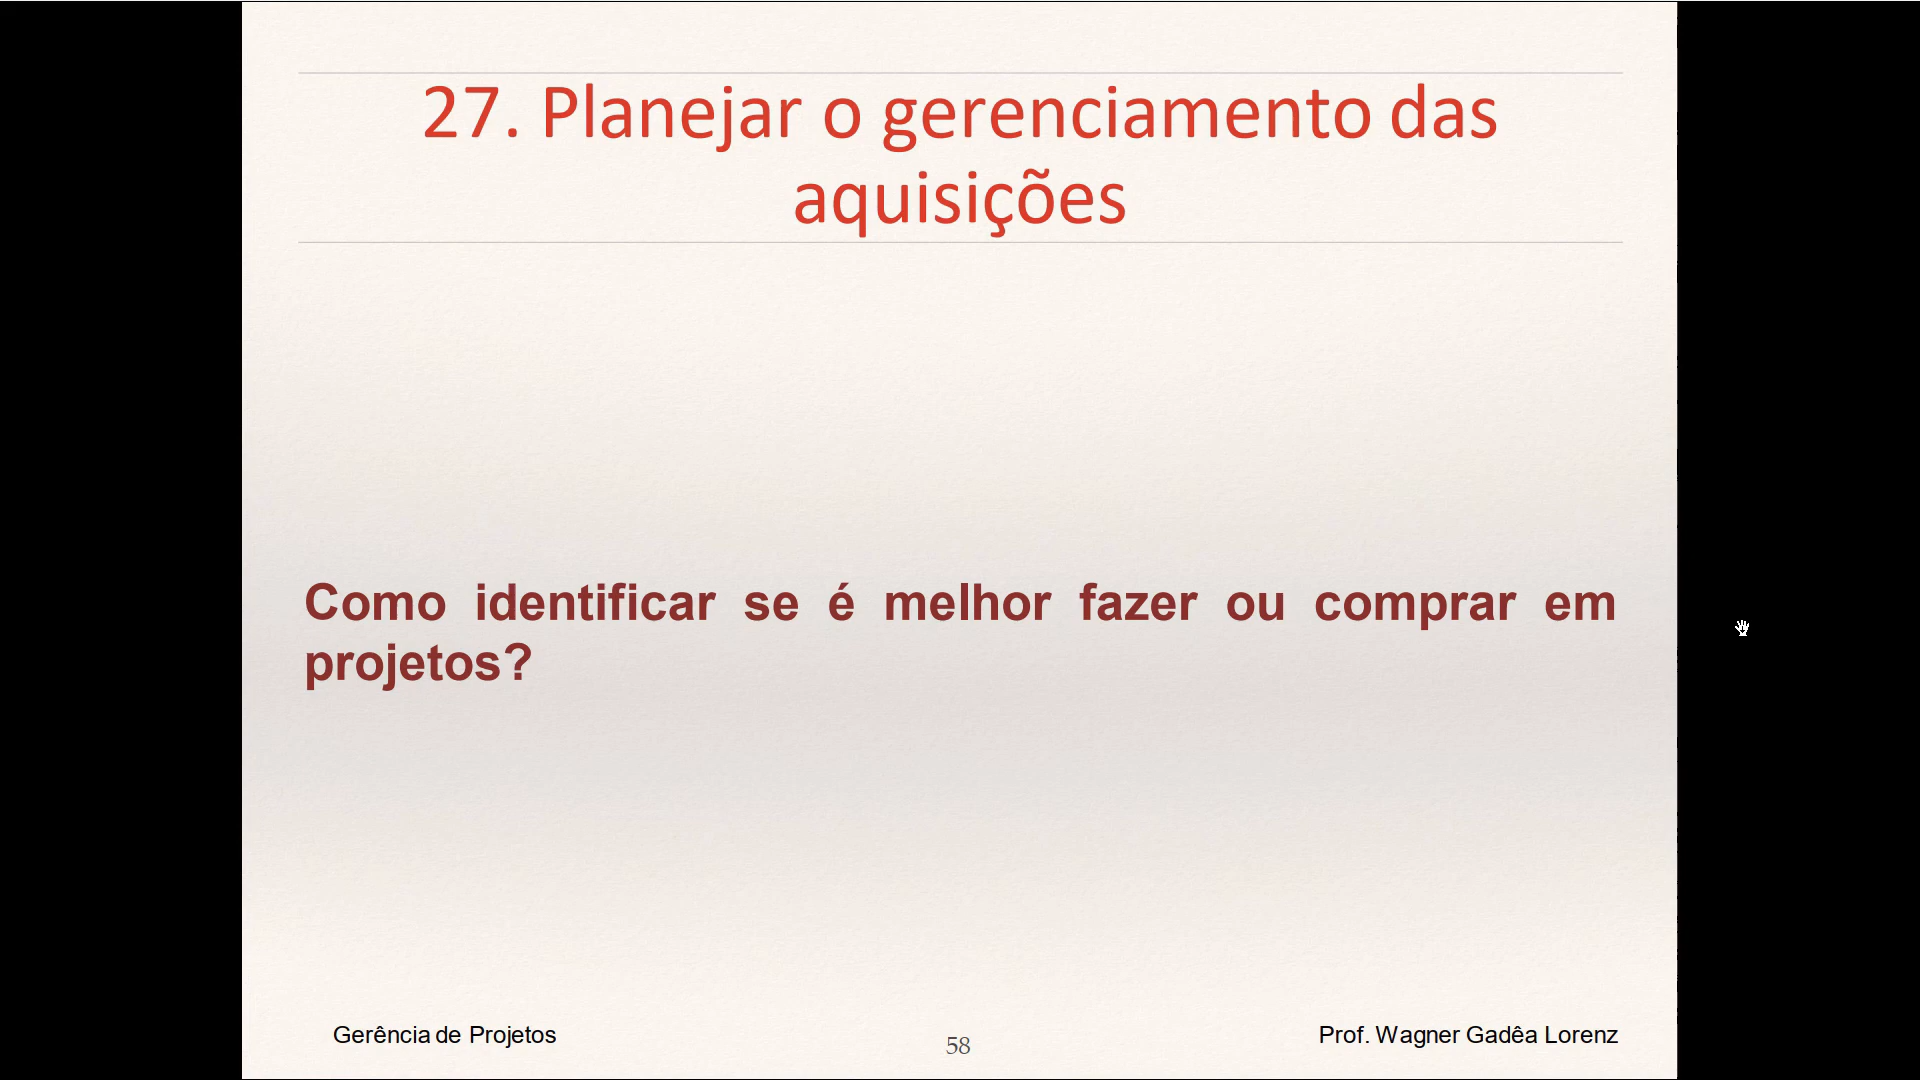 27. Planejar o gerenciamento das
aquisições
Como identificar se é melhor fazer ou comprar em
projetos?
Gerência de Projetos
58
Prof. Wagner Gadêa Lorenz